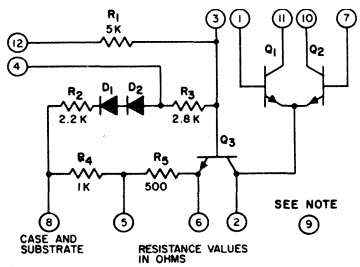 R1
5K
3
1
11
10
7
12
4
Q1
Q2
R2
D1
D2
R3
2.2K
2.8K
Q3
R4
R5
1K
500
8
5
6
2
SEE NOTE
9
CASE AND
SUBSTRATE
RESISTANCE VALUES
IN OHMS